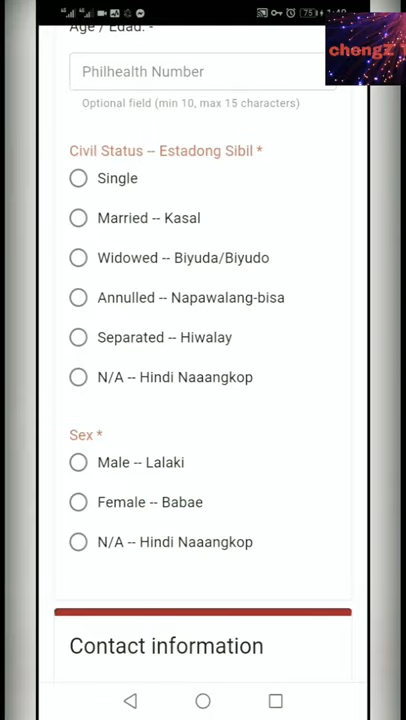 Age / Edad: -
chengZ
Philhealth Number
Optional field (min 10, max 15 characters)
Civil Status -- Estadong Sibil *
Single
Married -- Kasal
Widowed -- Biyuda/Biyudo
Annulled -- Napawalang-bisa
Separated -- Hiwalay
N/A -- Hindi Naaangkop
Sex *
Male -- Lalaki
Female -- Babae
N/A -- Hindi Naaangkop
Contact information